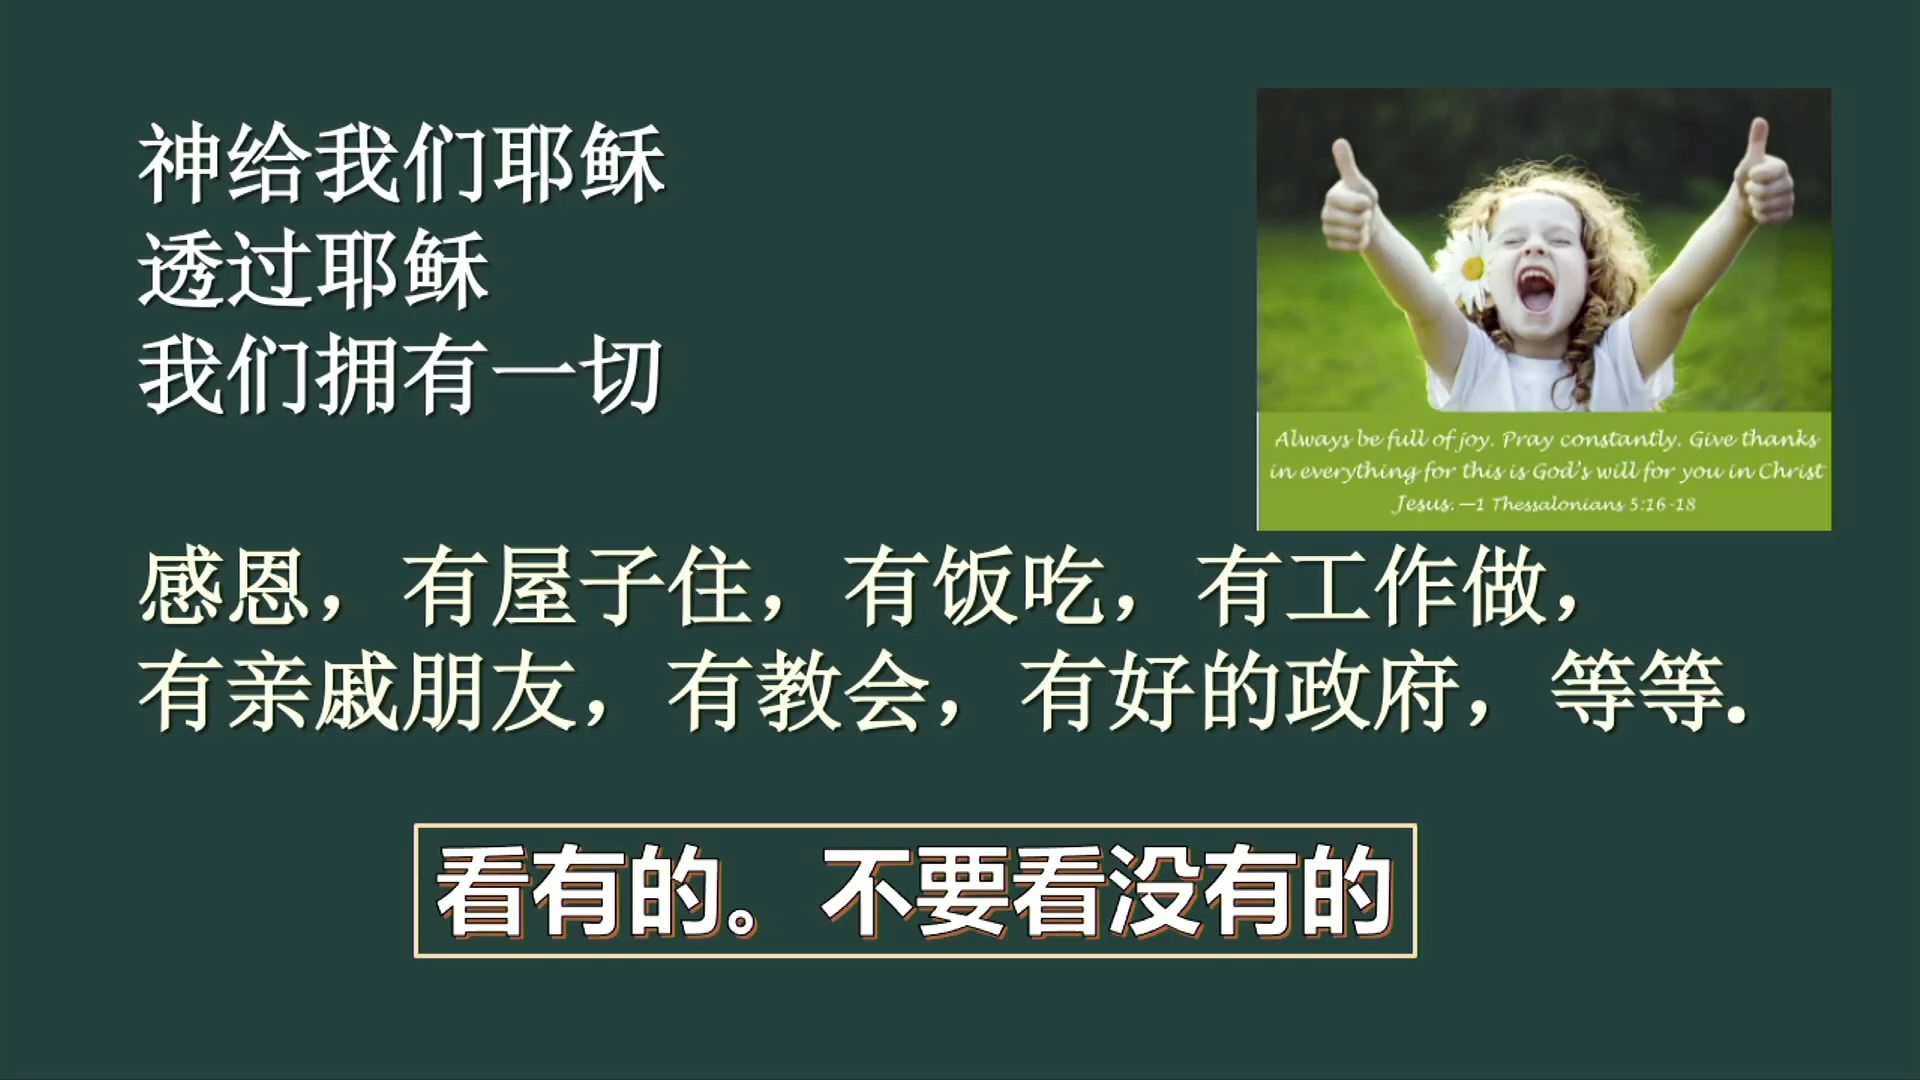 神给我们耶稣
透过耶稣
我们拥有一切
Always be full of joy. Pray constantly. Give thanks
in everything for this is God's will for you in Christ
Jesus. —1 Thessalonians 5:16-18
感恩，有屋子住，有饭吃，有工作做，
有亲戚朋友，有教会，有好的政府，等等.
看有的。不要看没有的